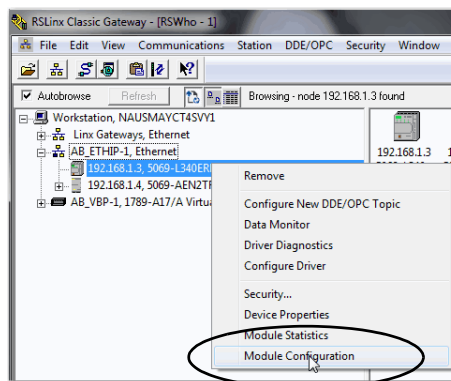 RSLinx Classic Gateway - [RSWho - 1]
File Edit View Communications Station DDE/OPC Security Window
Autobrowse Refresh Browsing - node 192.168.1.3 found
Workstation, NAUSMAYCT4SVY1
Linx Gateways, Ethernet
AB_ETHIP-1, Ethernet
192.168.1.3, 5069-L340ER
192.168.1.4, 5069-AEN2TR
AB_VBP-1, 1789-A17/A Virtu
192.168.1.3
Remove
Configure New DDE/OPC Topic
Data Monitor
Driver Diagnostics
Configure Driver
Security...
Device Properties
Module Statistics
Module Configuration